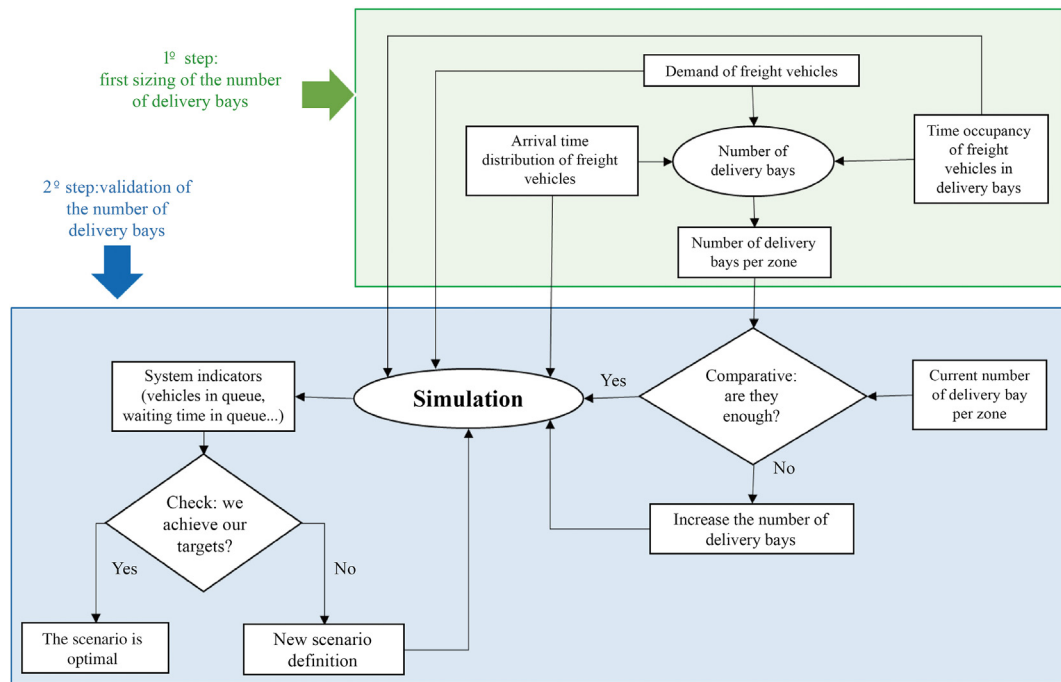 1º step:
first sizing of the number
of delivery bays
Demand of freight vehicles
Arrival time
distribution of freight
vehicles
Number of
delivery bays
Time occupancy
of freight
vehicles in
delivery bays
2º step:validation of
the number of
delivery bays
Number of delivery
bays per zone
System indicators
(vehicles in queue,
waiting time in queue...)
Simulation
Yes
Comparative:
are they
enough?
Current number
of delivery bay
per zone
No
Increase the number of
delivery bays
Check: we
achieve our
targets?
Yes
No
The scenario is
optimal
New scenario
definition